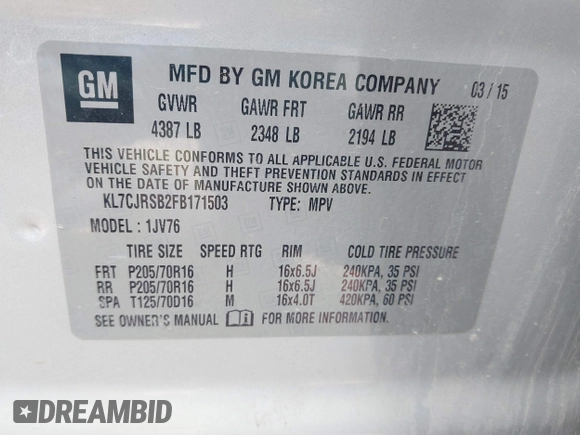 GM
MFD BY GM KOREA COMPANY 03 / 15
GVWR GAWR FRT GAWR RR
4387 LB 2348 LB 2194 LB
THIS VEHICLE CONFORMS TO ALL APPLICABLE U.S. FEDERAL MOTOR
VEHICLE SAFETY AND THEFT PREVENTION STANDARDS IN EFFECT
ON THE DATE OF MANUFACTURE SHOWN ABOVE.
KL7CJRSB2FB171503 TYPE: MPV
MODEL : 1JV76
TIRE SIZE SPEED RTG RIM COLD TIRE PRESSURE
FRT P205/70R16 H 16x6.5J 240KPA, 35 PSI
RR P205/70R16 H 16x6.5J 240KPA, 35 PSI
SPA T125/70D16 M 16x4.0T 420KPA, 60 PSI
SEE OWNER'S MANUAL FOR MORE INFORMATION.
DREAMBID